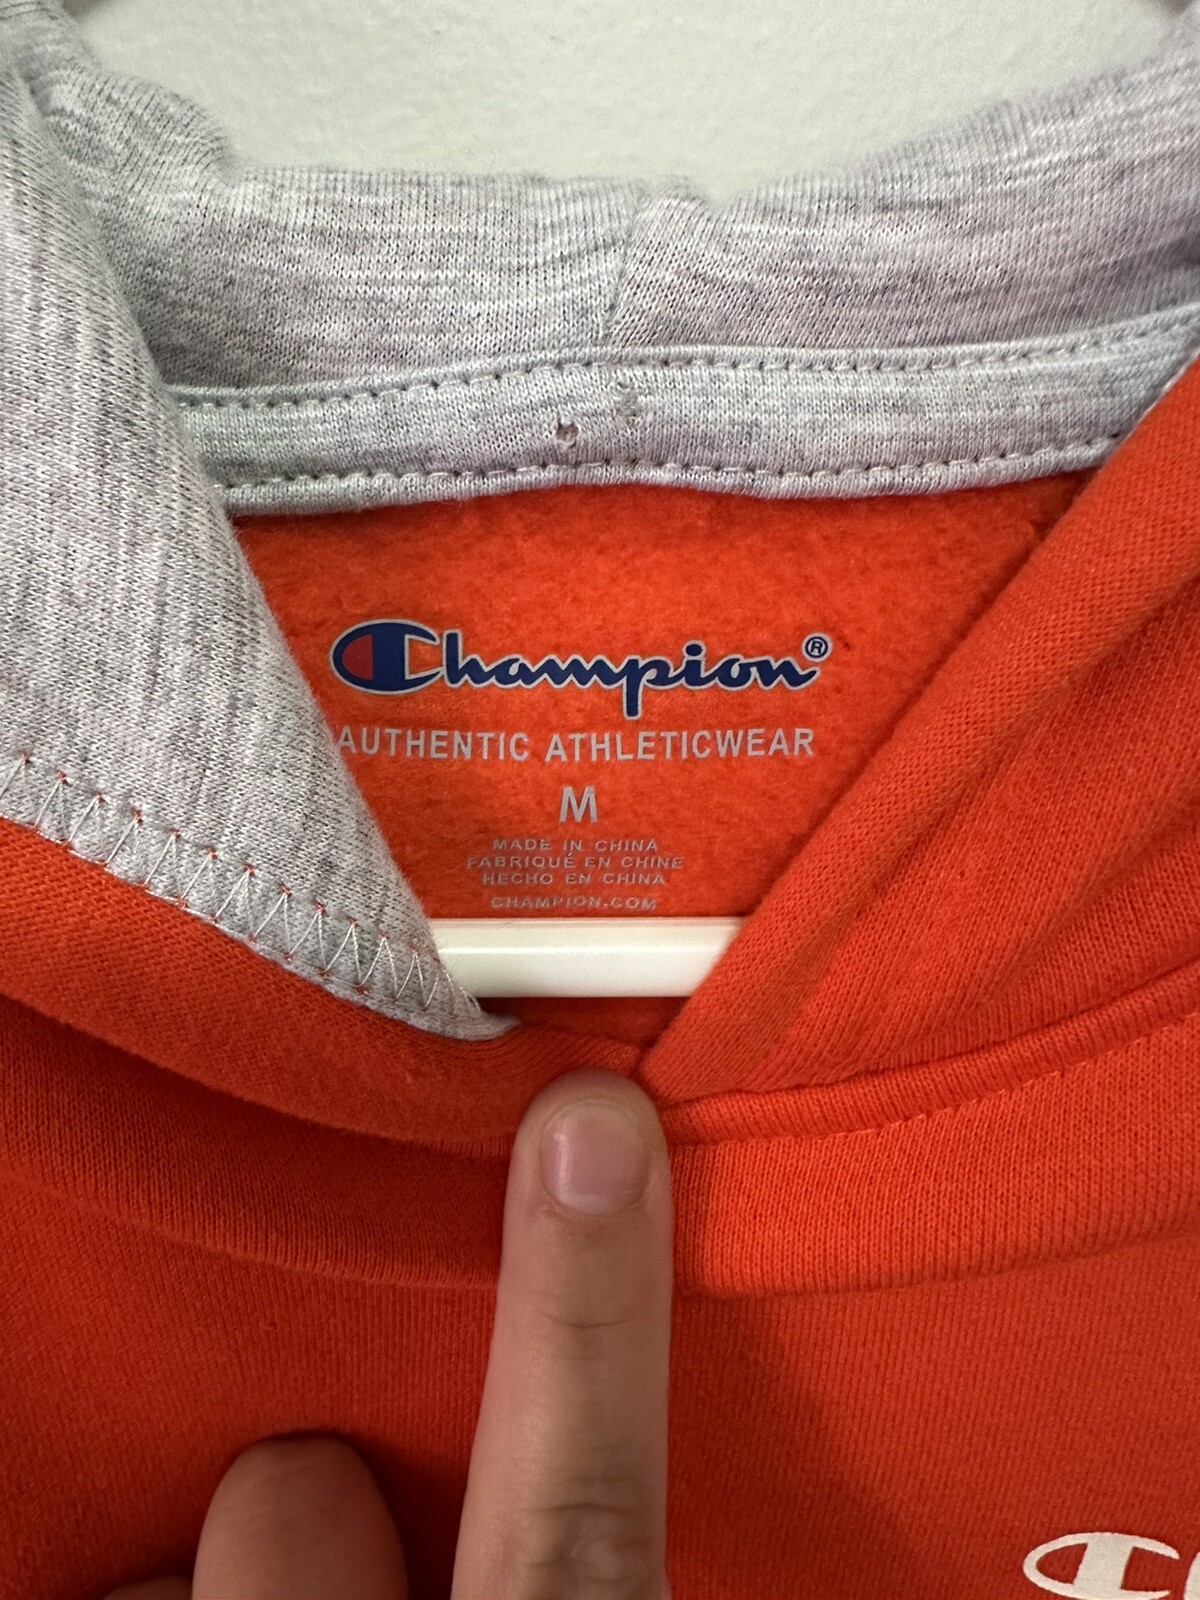 Champion®
AUTHENTIC ATHLETICWEAR
M
MADE IN CHINA
FABRIQUÉ EN CHINE
HECHO EN CHINA
CHAMPION.COM